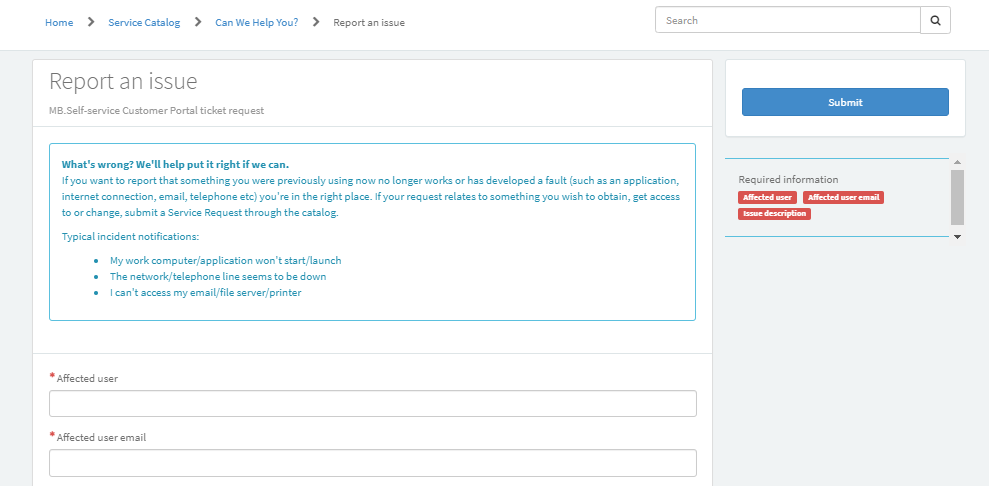 Home > Service Catalog > Can We Help You? > Report an issue
Search
Report an issue
MB.Self-service Customer Portal ticket request
What's wrong? We'll help put it right if we can.
If you want to report that something you were previously using now no longer works or has developed a fault (such as an application,
internet connection, email, telephone etc) you're in the right place. If your request relates to something you wish to obtain, get access
to or change, submit a Service Request through the catalog.
Typical incident notifications:
• My work computer/application won't start/launch
• The network/telephone line seems to be down
• I can't access my email/file server/printer
* Affected user
* Affected user email
Submit
Required information
Affected user Affected user email
Issue description